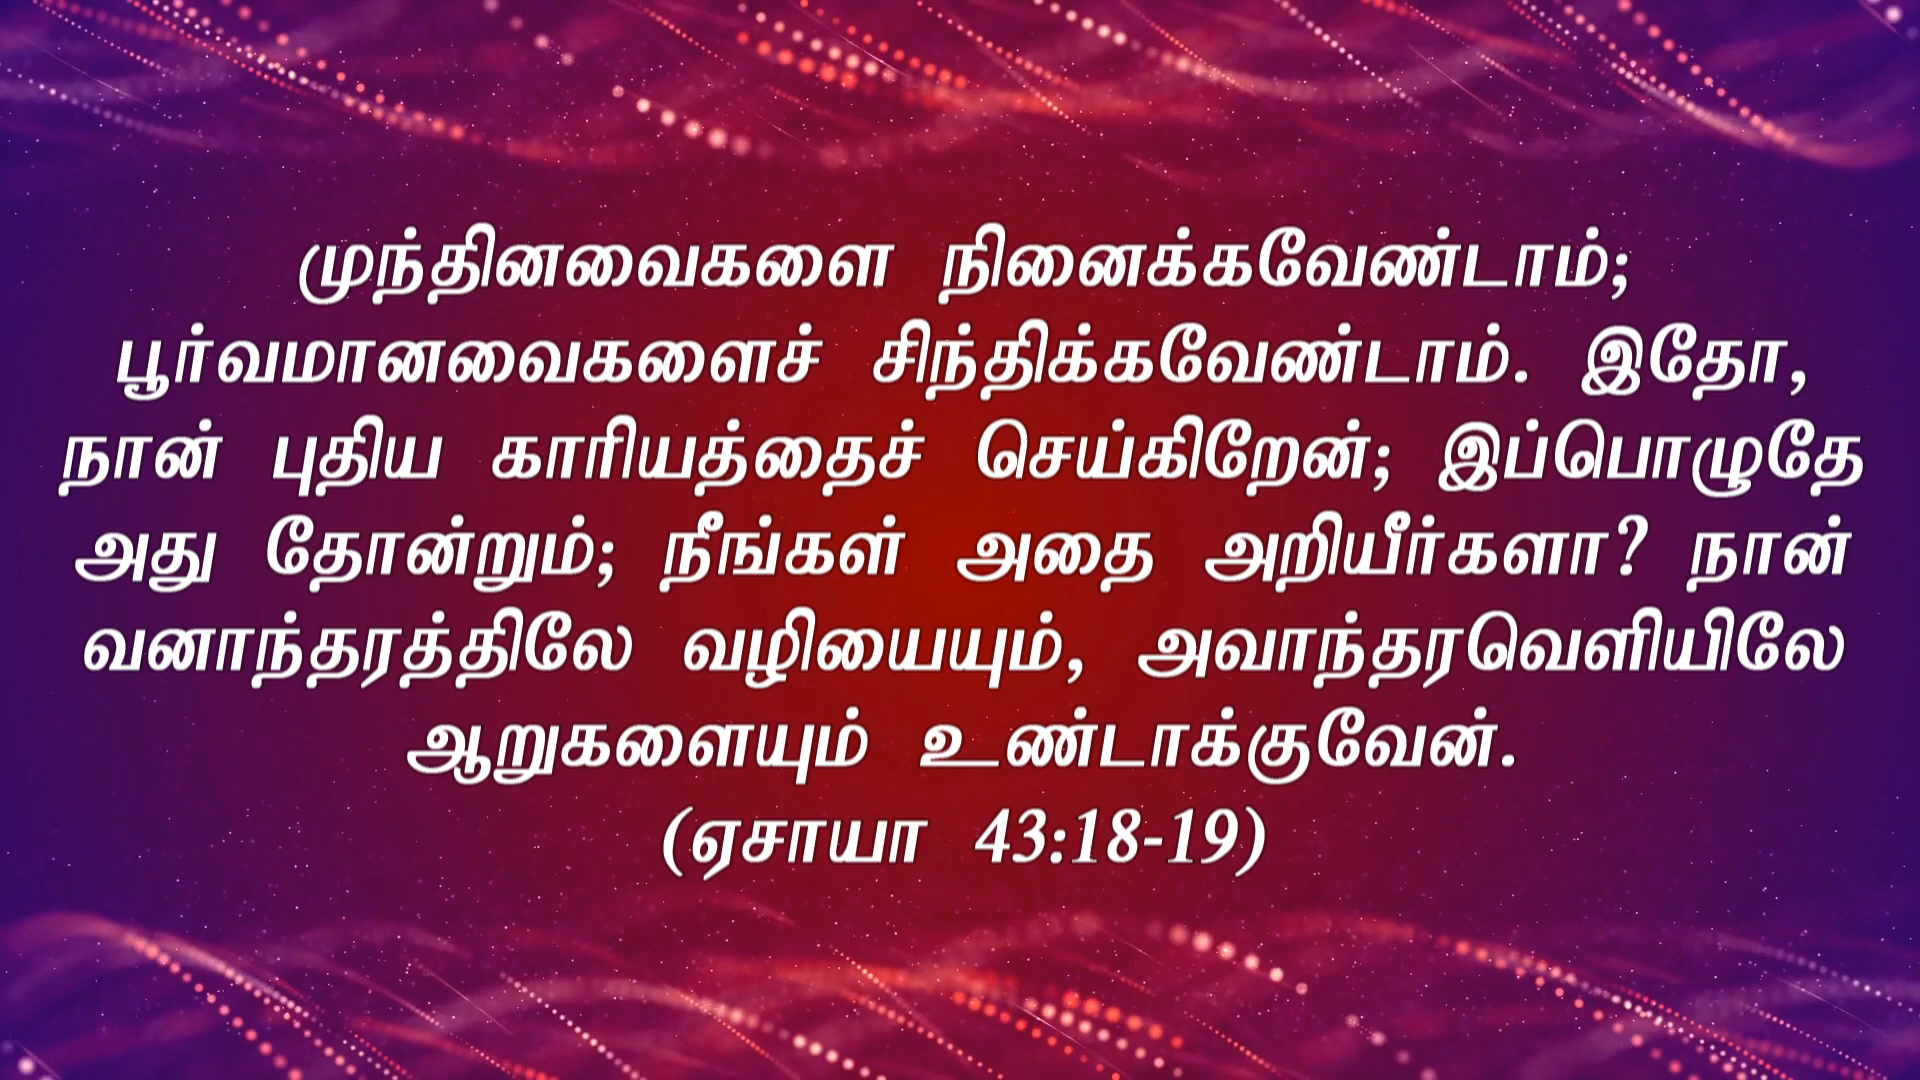 முந்தினவைகளை நினைக்கவேண்டாம்;
பூர்வமானவைகளைச் சிந்திக்கவேண்டாம். இதோ,
நான் புதிய காரியத்தைச் செய்கிறேன்; இப்பொழுதே
அது தோன்றும்; நீங்கள் அதை அறியீர்களா? நான்
வனாந்தரத்திலே வழியையும், அவாந்தரவெளியிலே
ஆறுகளையும் உண்டாக்குவேன்.
(ஏசாயா 43:18-19)